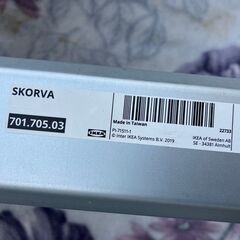 SKORVA
701.705.03
IKEA
Made in Taiwan
PI-71511-1
© Inter IKEA Systems B.V. 2019
22733
IKEA of Sweden AB
SE - 34381 Älmhult